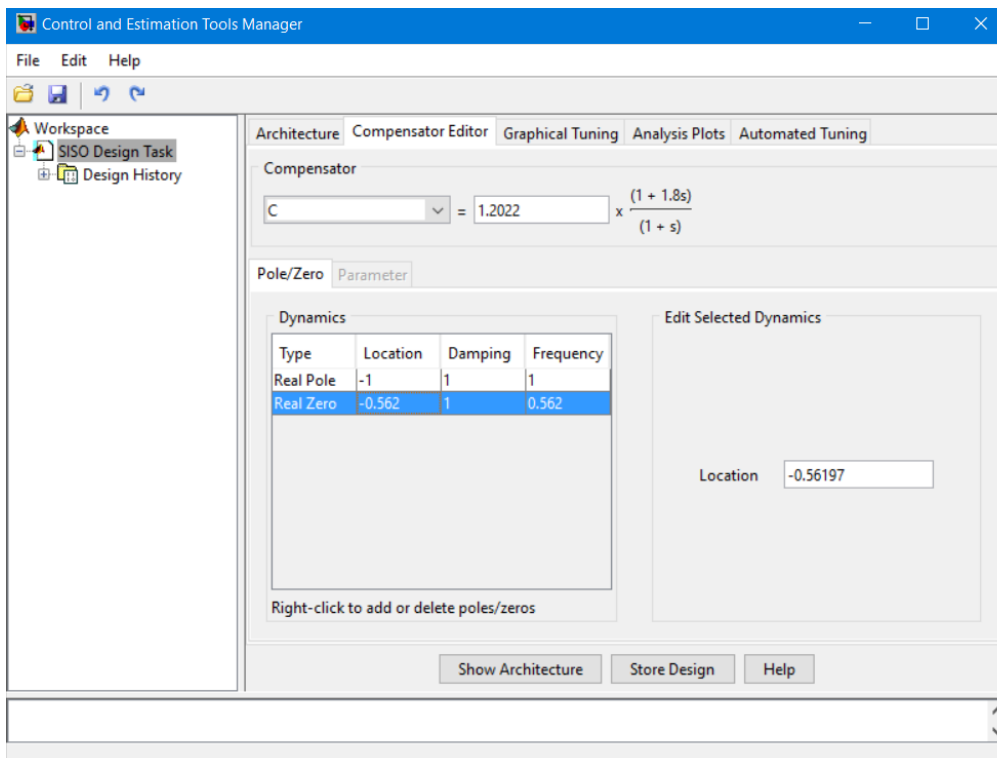 Control and Estimation Tools Manager
File Edit Help
Workspace
SISO Design Task
Design History
Architecture Compensator Editor Graphical Tuning Analysis Plots Automated Tuning
Compensator
C = 1.2022 x (1 + 1.8s)
(1 + s)
Pole/Zero Parameter
Dynamics
Type Location Damping Frequency
Real Pole -1 1 1
Real Zero -0.562 1 0.562
Right-click to add or delete poles/zeros
Edit Selected Dynamics
Location -0.56197
Show Architecture Store Design Help